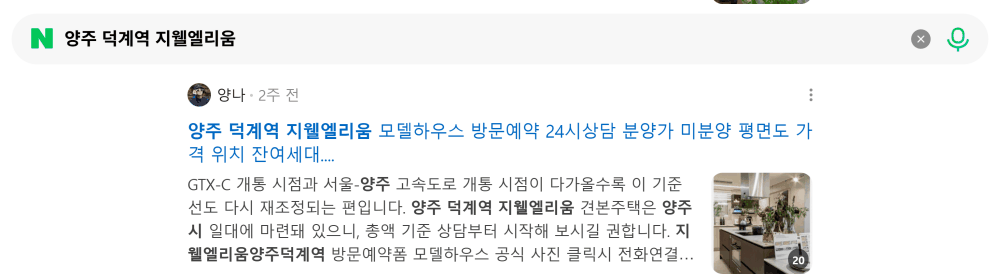 양주 덕계역 지웰엘리움
양나 · 2주 전
양주 덕계역 지웰엘리움 모델하우스 방문예약 24시상담 분양가 미분양 평면도 가
격 위치 잔여세대....
GTX-C 개통 시점과 서울-양주 고속도로 개통 시점이 다가올수록 이 기준
선도 다시 재조정되는 편입니다. 양주 덕계역 지웰엘리움 견본주택은 양주
시 일대에 마련돼 있으니, 총액 기준 상담부터 시작해 보시길 권합니다. 지
웰엘리움양주덕계역 방문예약폼 모델하우스 공식 사진 클릭시 전화연결...
20